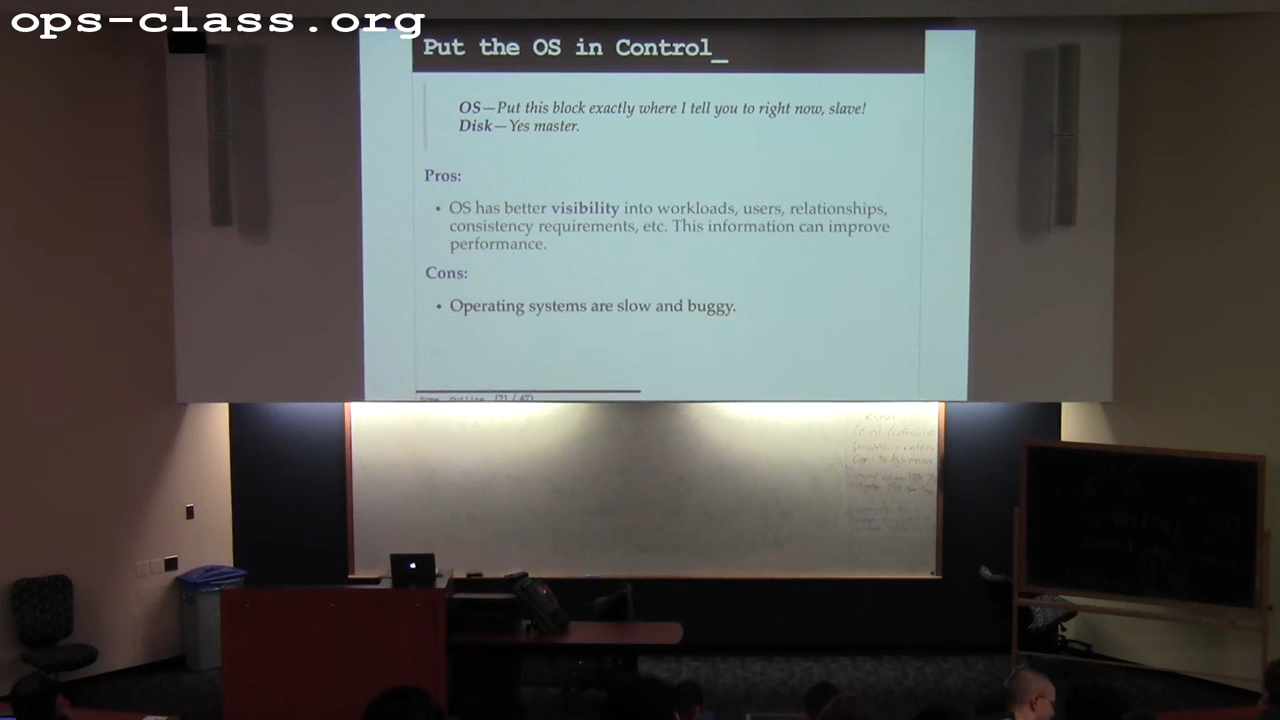 ops-class.org
Put the OS in Control_
OS—Put this block exactly where I tell you to right now, slave!
Disk—Yes master.
Pros:
• OS has better visibility into workloads, users, relationships,
consistency requirements, etc. This information can improve
performance.
Cons:
• Operating systems are slow and buggy.